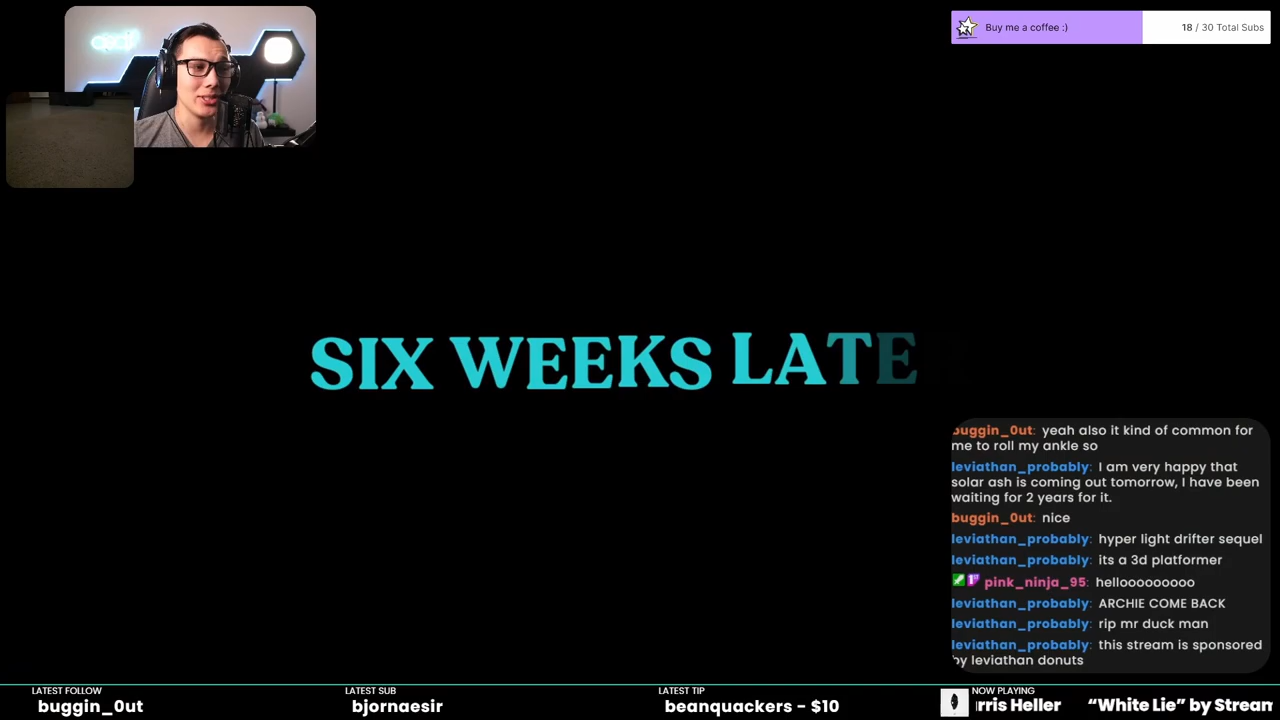 Buy me a coffee :)
18 / 30 Total Subs
SIX WEEKS LATE
buggin_0ut: yeah also it kind of common for
me to roll my ankle so
leviathan_probably: I am very happy that
solar ash is coming out tomorrow, I have been
waiting for 2 years for it.
buggin_0ut: nice
leviathan_probably: hyper light drifter sequel
leviathan_probably: its a 3d platformer
pink_ninja_95: hellooooooooo
leviathan_probably: ARCHIE COME BACK
leviathan_probably: rip mr duck man
leviathan_probably: this stream is sponsored
by leviathan donuts
LATEST FOLLOW
buggin_0ut
LATEST SUB
bjornaesir
LATEST TIP
beanquackers - $10
NOW PLAYING
rris Heller “White Lie” by Stream